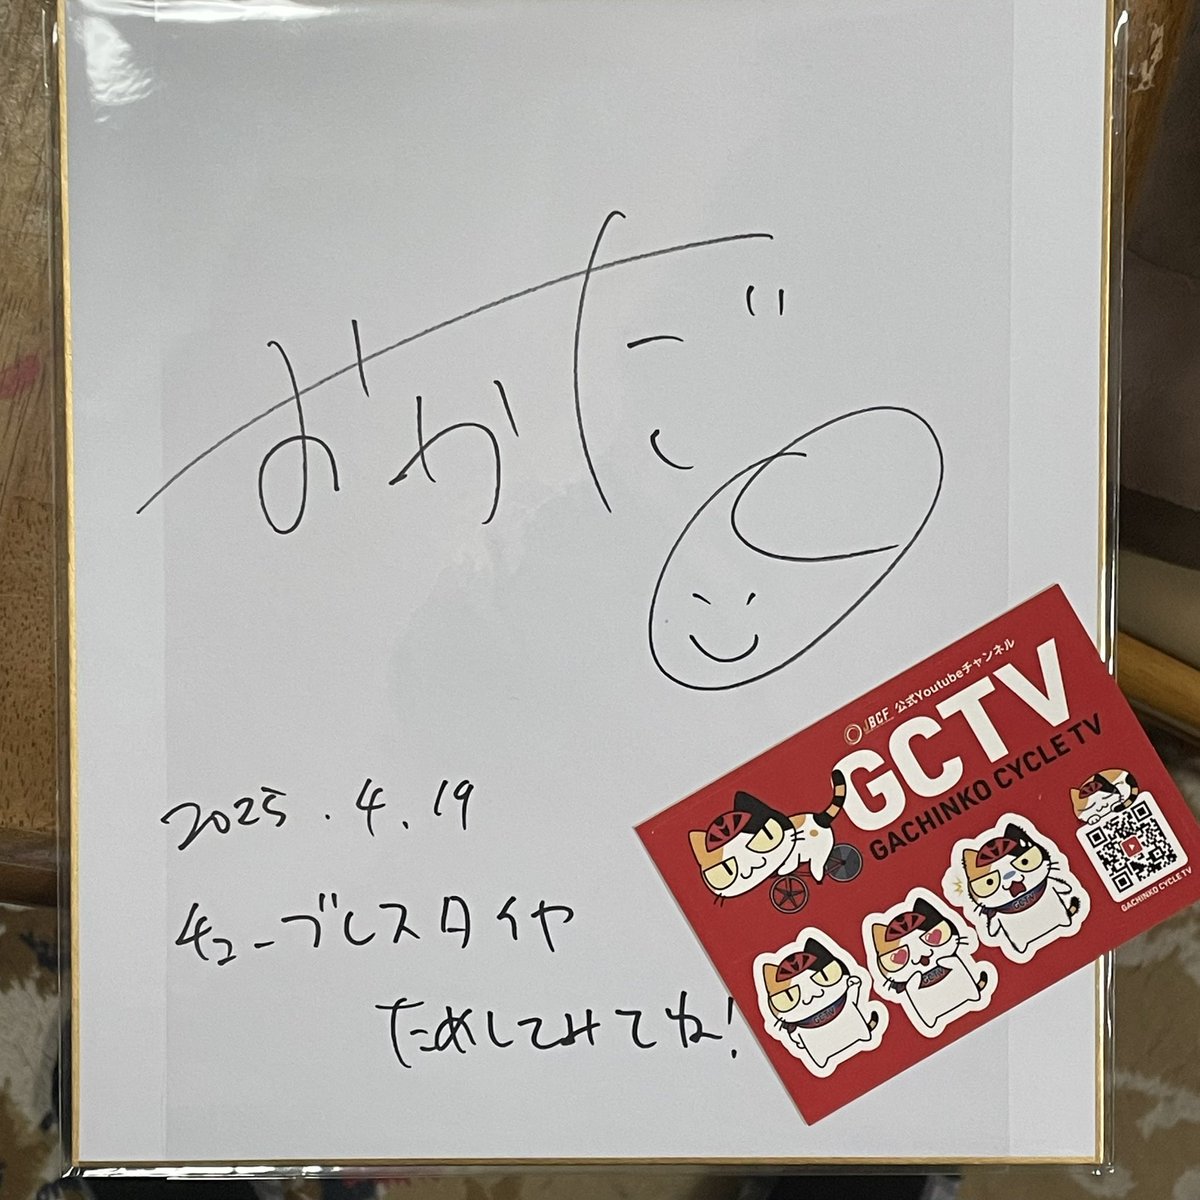 おかだ
2025.4.19
チューブレスタイヤ
ためしてみてね!
JBCF 公式Youtubeチャンネル
GCTV
GACHINKO CYCLE TV
GCTV
GCTV
GCTV
GACHINKO CYCLE TV